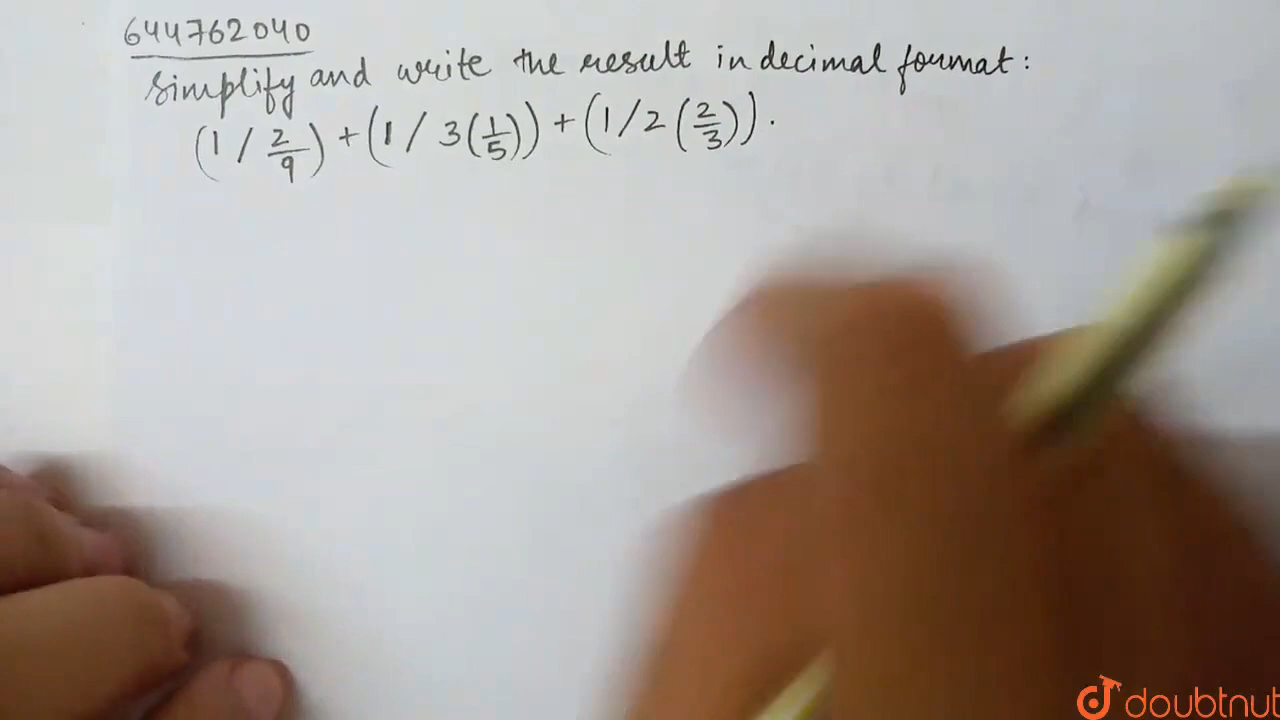 644762040
Simplify and write the result in decimal format:
(1 / 2/9) + (1 / 3(1/5)) + (1/2(2/3)).
doubtnut